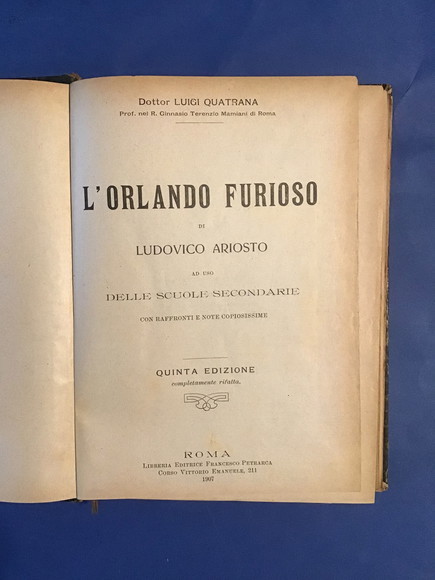 Dottor LUIGI QUATRANA
Prof. nel R. Ginnasio Terenzio Mamiani di Roma
L'ORLANDO FURIOSO
DI
LUDOVICO ARIOSTO
AD USO
DELLE SCUOLE SECONDARIE
CON RAFFRONTI E NOTE COPIOSISSIME
QUINTA EDIZIONE
completamente rifatta.
ROMA
LIBRERIA EDITRICE FRANCESCO PETRARCA
CORSO VITTORIO EMANUELE, 211
1907